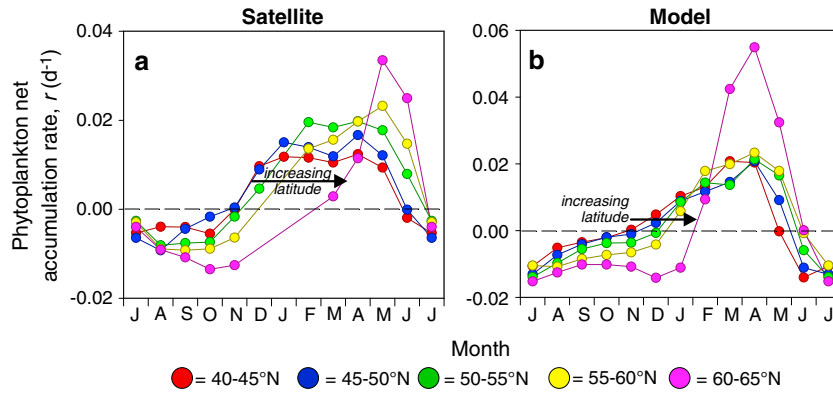 Satellite
Model
Phytoplankton net
accumulation rate, r (d-1)
0.04
0.02
0.00
-0.02
a
increasing
latitude
J A S O N D J F M A M J J
0.06
0.04
0.02
0.00
-0.02
b
increasing
latitude
J A S O N D J F M A M J J
Month
= 40-45°N = 45-50°N = 50-55°N = 55-60°N = 60-65°N